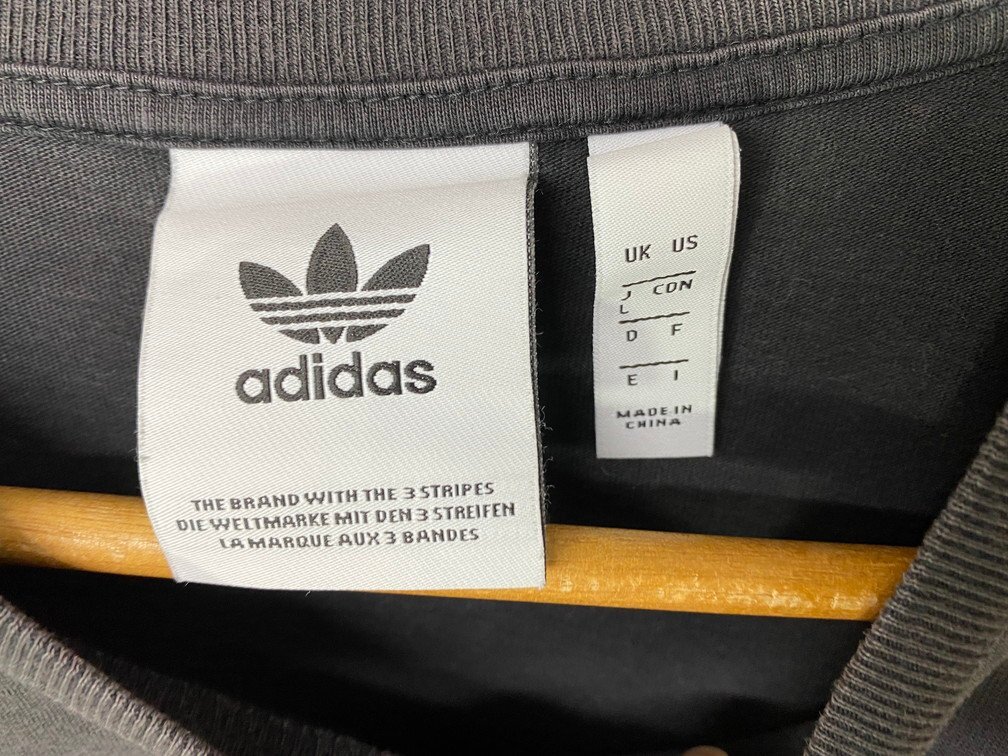 adidas
THE BRAND WITH THE 3 STRIPES
DIE WELTMARKE MIT DEN 3 STREIFEN
LA MARQUE AUX 3 BANDES
UK US
J CDN
L
D F
E I
MADE IN
CHINA